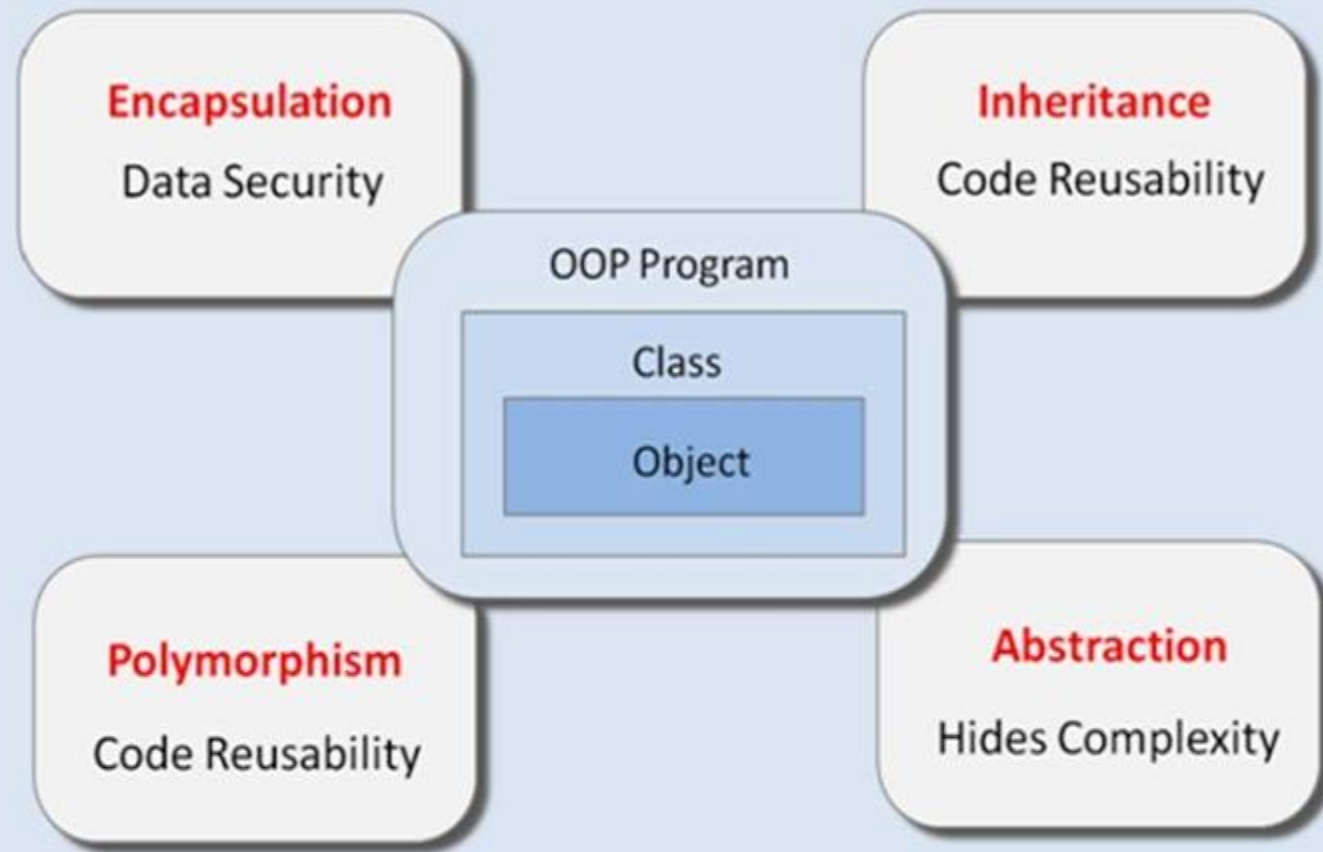 Encapsulation
Data Security
Inheritance
Code Reusability
OOP Program
Class
Object
Polymorphism
Code Reusability
Abstraction
Hides Complexity